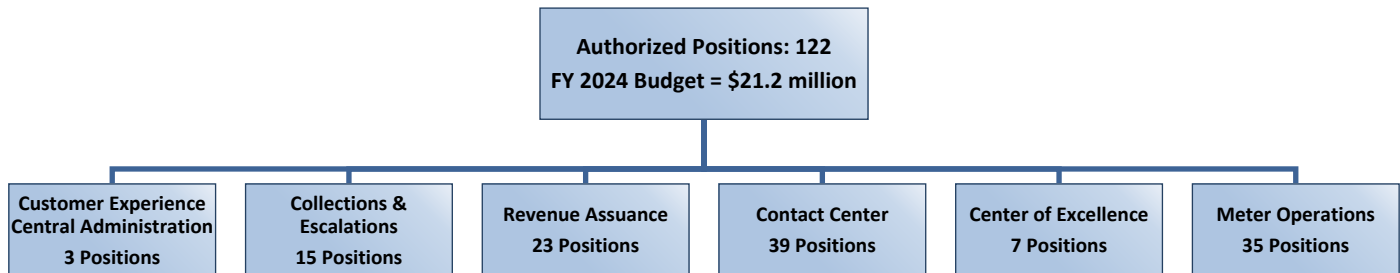 Authorized Positions: 122
FY 2024 Budget = $21.2 million
Customer Experience
Central Administration
3 Positions
Collections &
Escalations
15 Positions
Revenue Assuance
23 Positions
Contact Center
39 Positions
Center of Excellence
7 Positions
Meter Operations
35 Positions